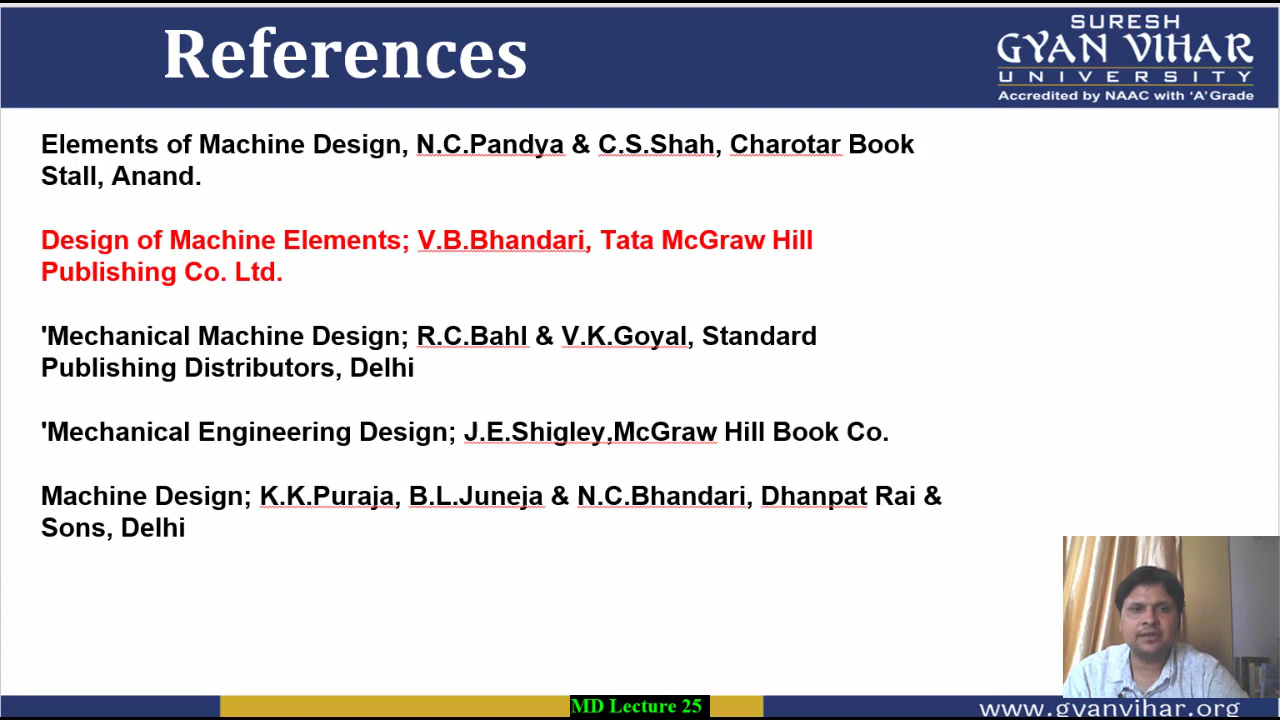 References
SURESH
GYAN VIHAR
UNIVERSITY
Accredited by NAAC with 'A' Grade
Elements of Machine Design, N.C.Pandya & C.S.Shah, Charotar Book
Stall, Anand.
Design of Machine Elements; V.B.Bhandari, Tata McGraw Hill
Publishing Co. Ltd.
'Mechanical Machine Design; R.C.Bahl & V.K.Goyal, Standard
Publishing Distributors, Delhi
'Mechanical Engineering Design; J.E.Shigley,McGraw Hill Book Co.
Machine Design; K.K.Puraja, B.L.Juneja & N.C.Bhandari, Dhanpat Rai &
Sons, Delhi
MD Lecture 25
www.gyanvihar.org